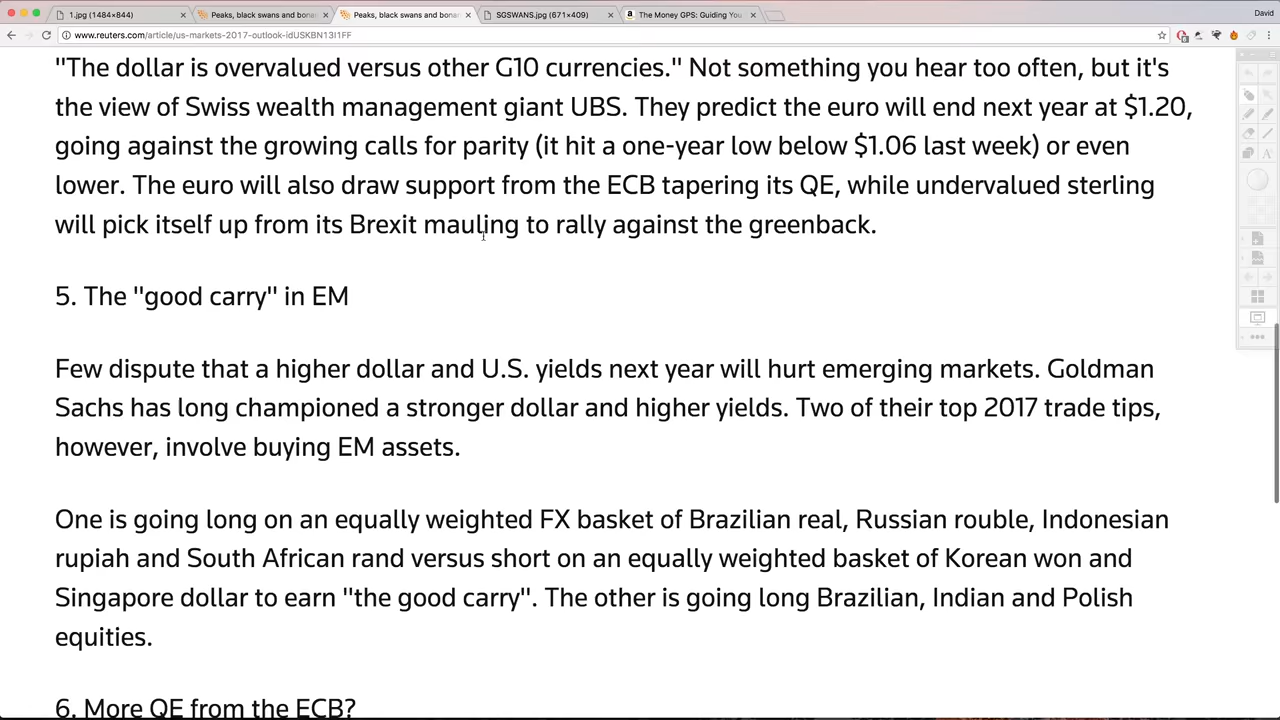 1.jpg (1484×844)
Peaks, black swans and bonan
Peaks, black swans and bonan
SGSWANS.jpg (671×409)
The Money GPS: Guiding You
David
www.reuters.com/article/us-markets-2017-outlook-idUSKBN13I1FF
"The dollar is overvalued versus other G10 currencies." Not something you hear too often, but it's
the view of Swiss wealth management giant UBS. They predict the euro will end next year at $1.20,
going against the growing calls for parity (it hit a one-year low below $1.06 last week) or even
lower. The euro will also draw support from the ECB tapering its QE, while undervalued sterling
will pick itself up from its Brexit mauling to rally against the greenback.
5. The "good carry" in EM
Few dispute that a higher dollar and U.S. yields next year will hurt emerging markets. Goldman
Sachs has long championed a stronger dollar and higher yields. Two of their top 2017 trade tips,
however, involve buying EM assets.
One is going long on an equally weighted FX basket of Brazilian real, Russian rouble, Indonesian
rupiah and South African rand versus short on an equally weighted basket of Korean won and
Singapore dollar to earn "the good carry". The other is going long Brazilian, Indian and Polish
equities.
6. More QE from the ECB?